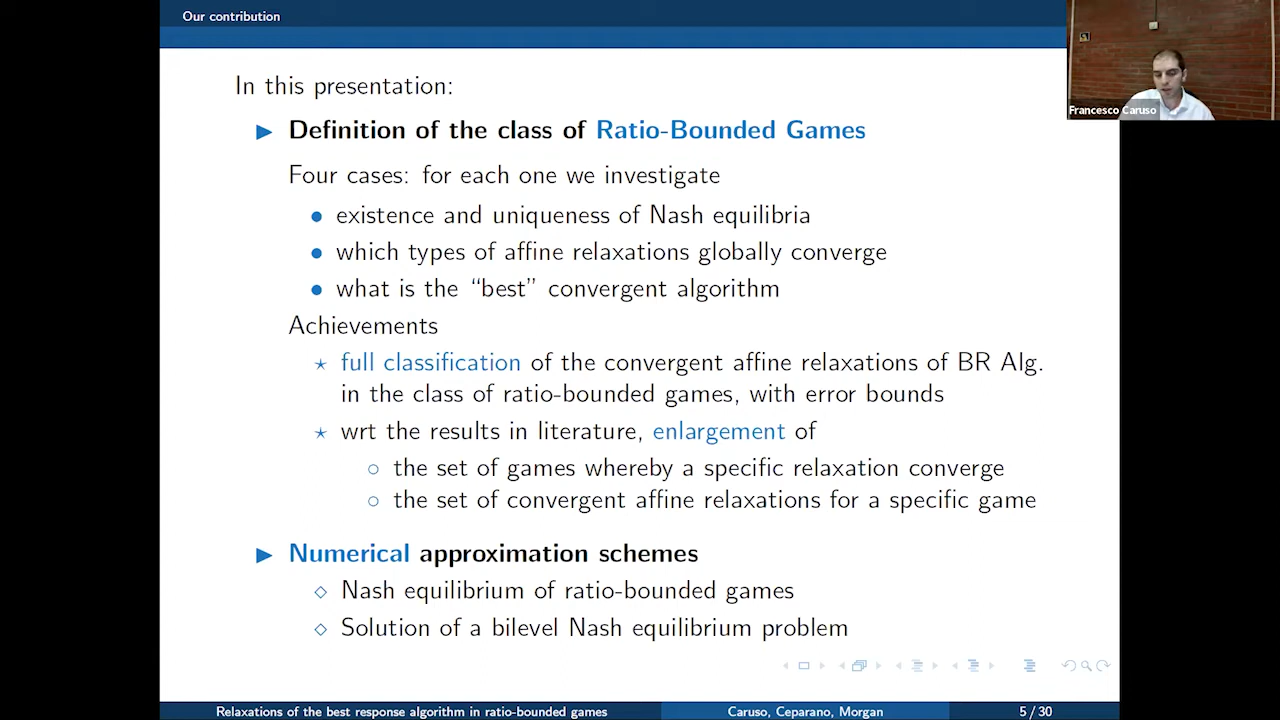 Our contribution
Francesco Caruso
In this presentation:
Definition of the class of Ratio-Bounded Games
Four cases: for each one we investigate
existence and uniqueness of Nash equilibria
which types of affine relaxations globally converge
what is the “best” convergent algorithm
Achievements
full classification of the convergent affine relaxations of BR Alg.
in the class of ratio-bounded games, with error bounds
wrt the results in literature, enlargement of
the set of games whereby a specific relaxation converge
the set of convergent affine relaxations for a specific game
Numerical approximation schemes
Nash equilibrium of ratio-bounded games
Solution of a bilevel Nash equilibrium problem
Relaxations of the best response algorithm in ratio-bounded games
Caruso, Ceparano, Morgan
5 / 30